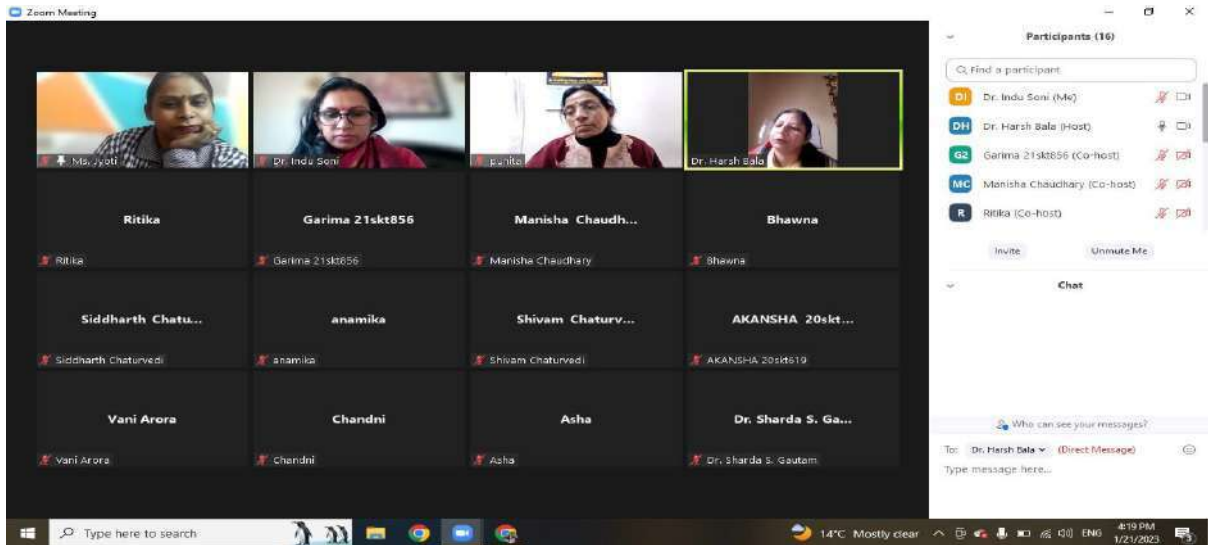 Zoom Meeting
Participants (16)
Find a participant
DI Dr. Indu Soni (Me)
DH Dr. Harsh Bala (Host)
G2 Garima 21skt856 (Co-host)
MC Manisha Chaudhary (Co-host)
R Ritika (Co-host)
Invite Unmute Me
Chat
Who can see your messages?
To: Dr. Harsh Bala (Direct Message)
Type message here...
Ms. Jyoti Dr. Indu Soni punita Dr. Harsh Bala
Ritika Garima 21skt856 Manisha Chaudh... Bhawna
Ritika Garima 21skt856 Manisha Chaudhary Bhawna
Siddharth Chatu... anamika Shivam Chaturv... AKANSHA 20skt...
Siddharth Chaturvedi anamika Shivam Chaturvedi AKANSHA 20skt619
Vani Arora Chandni Asha Dr. Sharda S. Ga...
Vani Arora Chandni Asha Dr. Sharda S. Gautam
Type here to search 14°C Mostly clear ENG 4:19 PM
1/21/2023